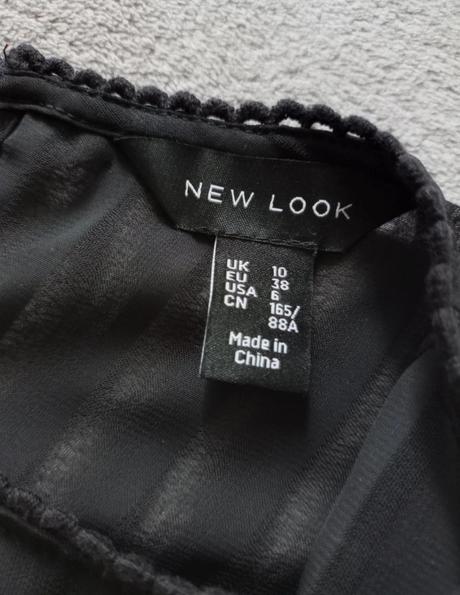 NEW LOOK
UK 10
EU 38
USA 6
CN 165/
88A
Made in
China